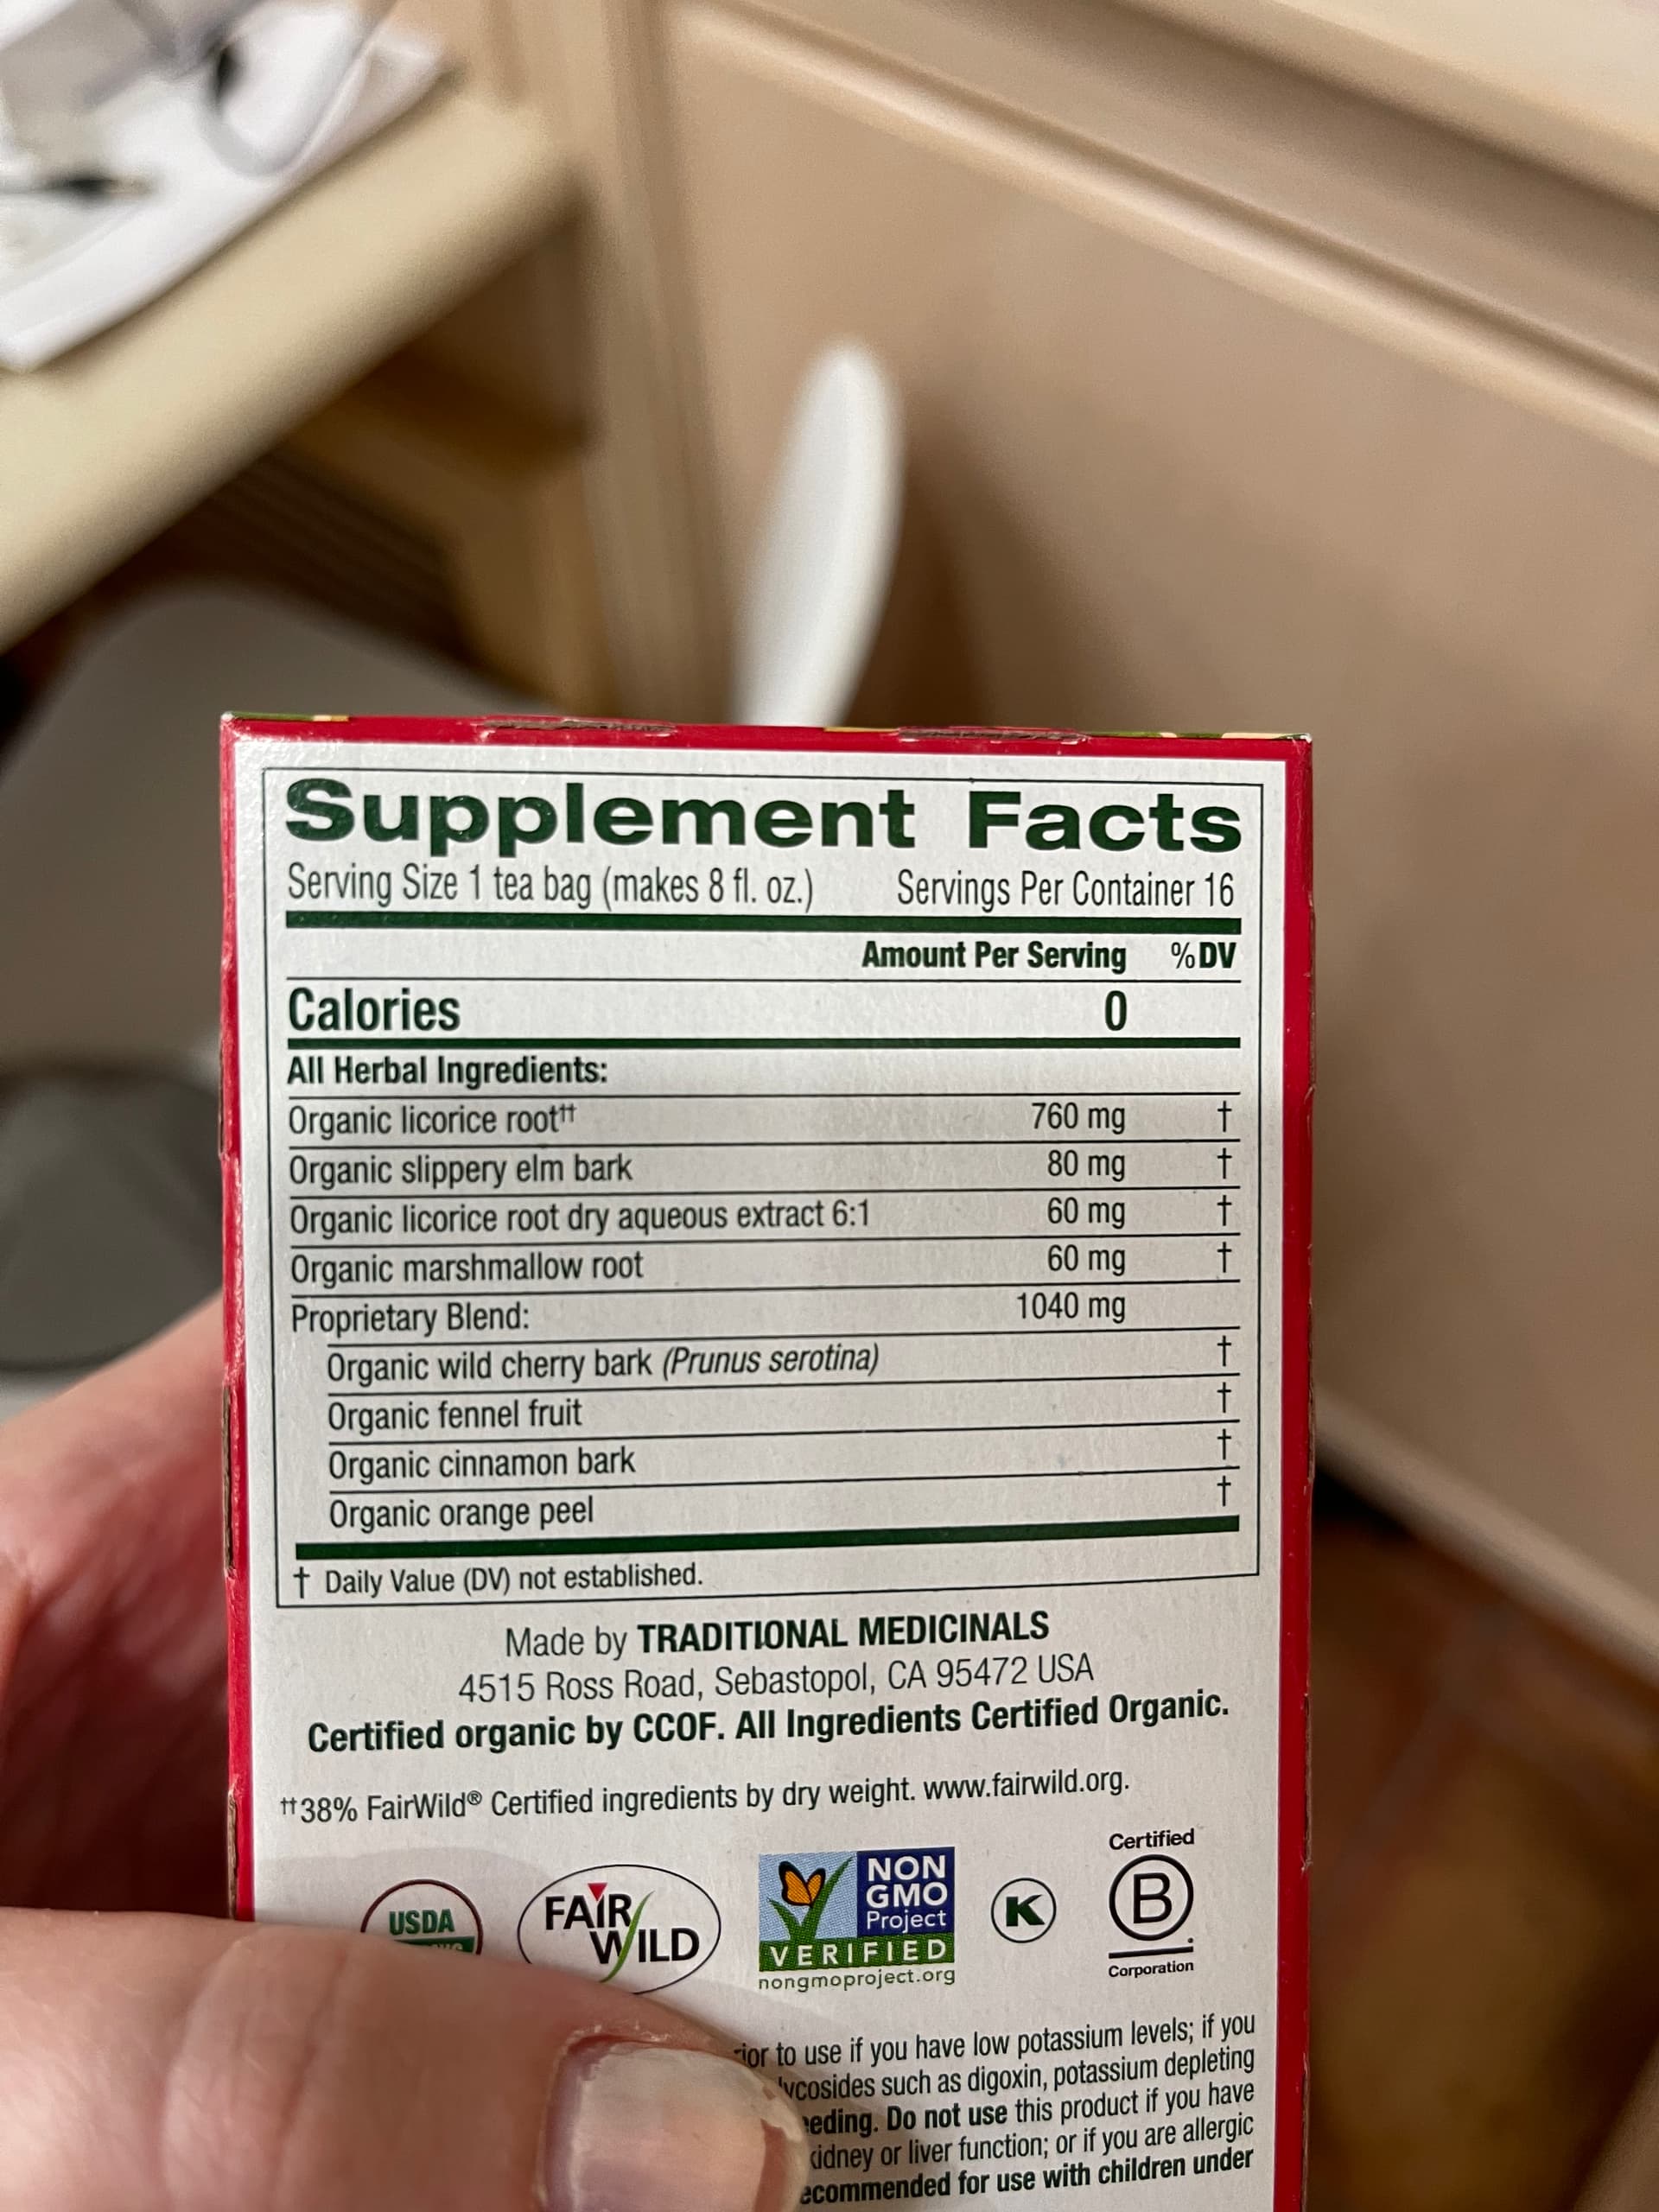 Supplement Facts
Serving Size 1 tea bag (makes 8 fl. oz.) Servings Per Container 16
Amount Per Serving %DV
Calories 0
All Herbal Ingredients:
Organic licorice root†† 760 mg †
Organic slippery elm bark 80 mg †
Organic licorice root dry aqueous extract 6:1 60 mg †
Organic marshmallow root 60 mg †
Proprietary Blend: 1040 mg
Organic wild cherry bark (Prunus serotina) †
Organic fennel fruit †
Organic cinnamon bark †
Organic orange peel †
† Daily Value (DV) not established.
Made by TRADITIONAL MEDICINALS
4515 Ross Road, Sebastopol, CA 95472 USA
Certified organic by CCOF. All Ingredients Certified Organic.
††38% FairWild® Certified ingredients by dry weight. www.fairwild.org.
USDA
FAIR WILD
NON GMO Project VERIFIED
nongmoproject.org
K
Certified B Corporation
to use if you have low potassium levels; if you
such as digoxin, potassium depleting
Do not use this product if you have
kidney or liver function; or if you are allergic
for use with children under